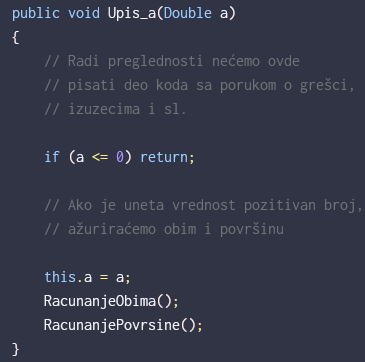 public void Upis_a(Double a)
{
// Radi preglednosti nećemo ovde
// pisati deo koda sa porukom o grešci,
// izuzecima i sl.
if (a <= 0) return;
// Ako je uneta vrednost pozitivan broj,
// ažuriraćemo obim i površinu
this.a = a;
RacunanjeObima();
RacunanjePovrsine();
}